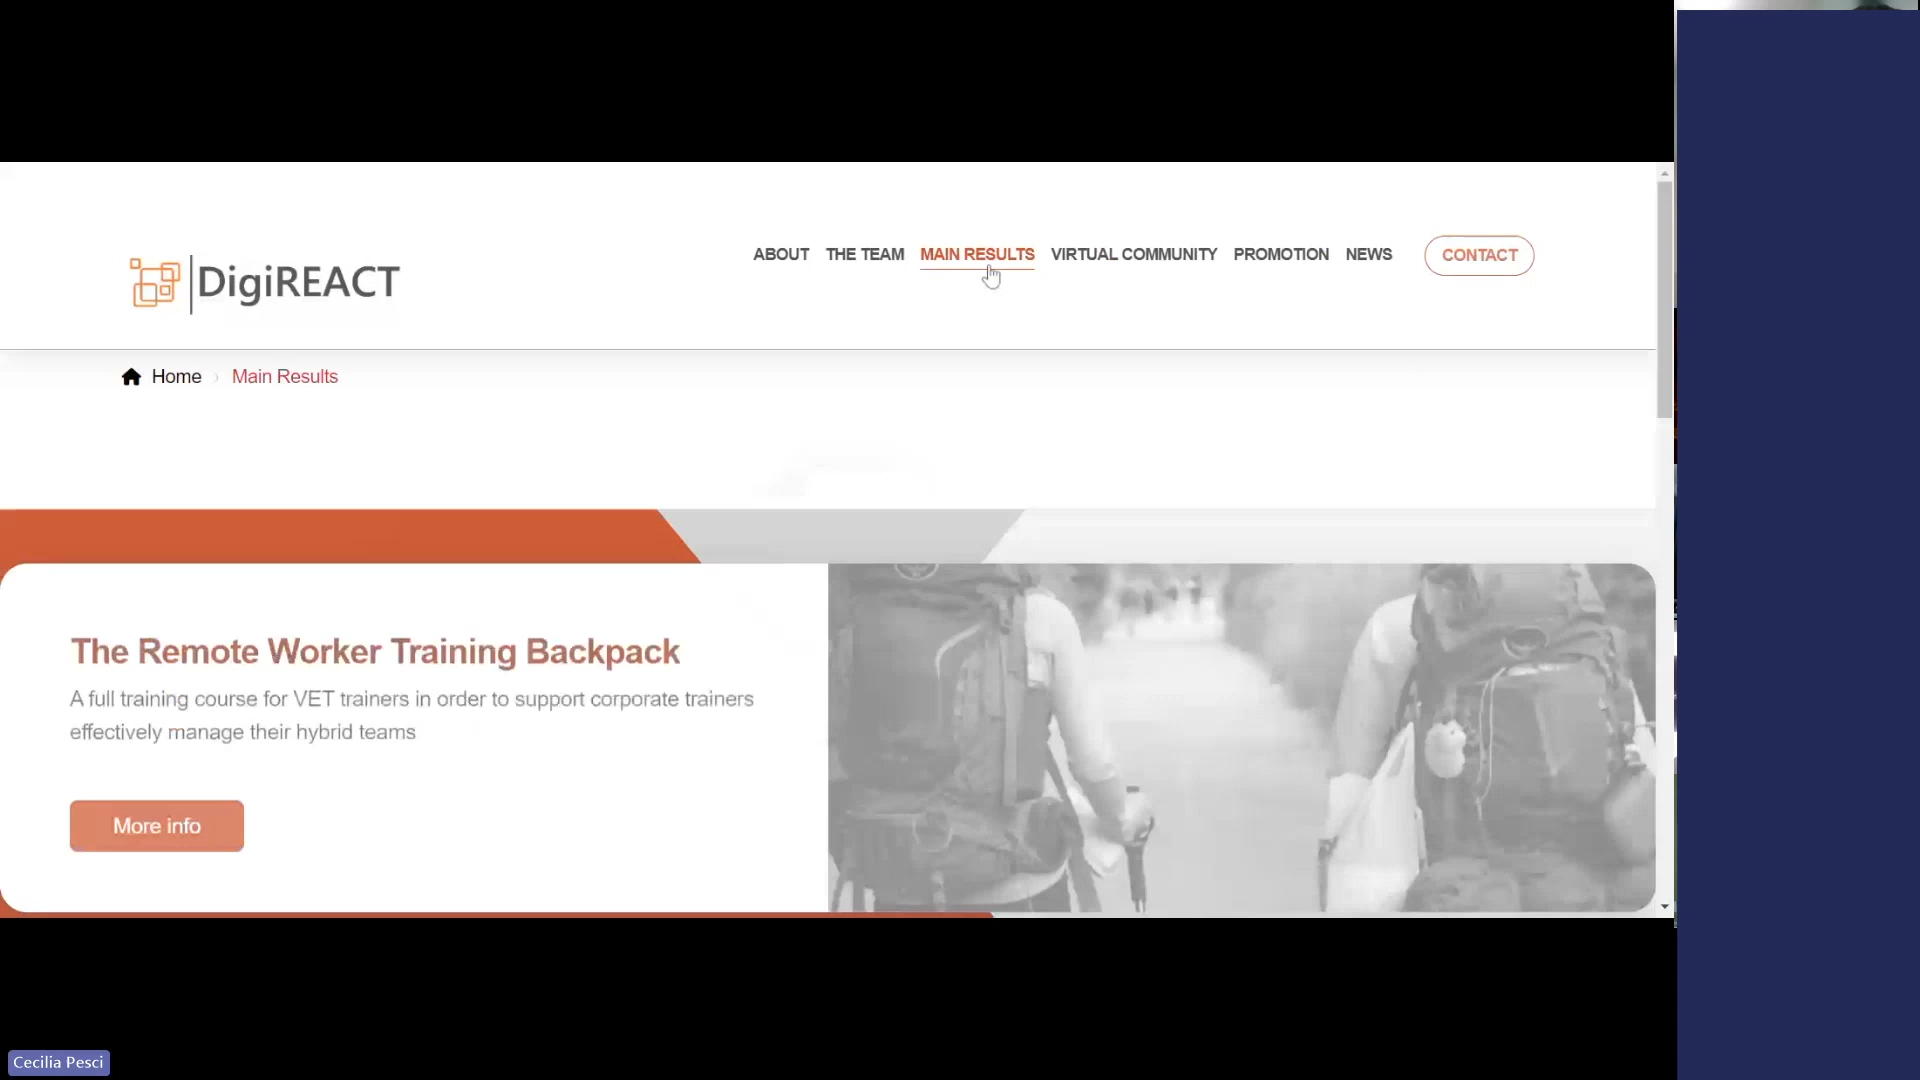 DigiREACT
ABOUT THE TEAM MAIN RESULTS VIRTUAL COMMUNITY PROMOTION NEWS CONTACT
Home › Main Results
The Remote Worker Training Backpack
A full training course for VET trainers in order to support corporate trainers
effectively manage their hybrid teams
More info
Cecilia Pesci